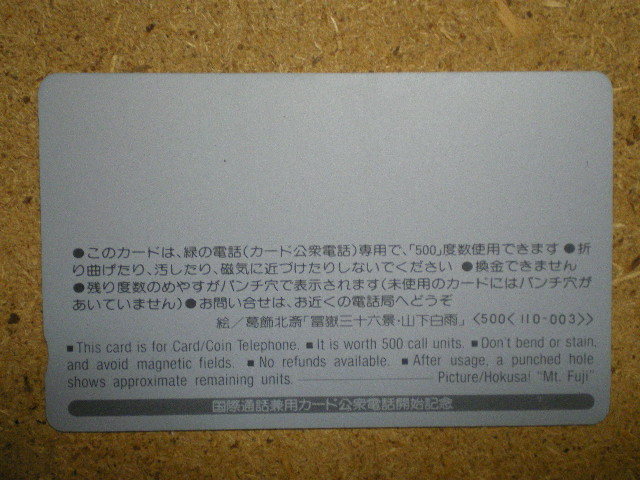 ●このカードは、緑の電話(カード公衆電話)専用で、「500」度数使用できます ●折
り曲げたり、汚したり、磁気に近づけたりしないでください ●換金できません
●残り度数のめやすがパンチ穴で表示されます(未使用のカードにはパンチ穴が
あいていません) ●お問い合せは、お近くの電話局へどうぞ
絵/葛飾北斎「冨嶽三十六景・山下白雨」 <500<110-003>>
■ This card is for Card/Coin Telephone. ■ It is worth 500 call units. ■ Don't bend or stain,
and avoid magnetic fields. ■ No refunds available. ■ After usage, a punched hole
shows approximate remaining units. Picture/Hokusai "Mt. Fuji"
国際通話兼用カード公衆電話開始記念